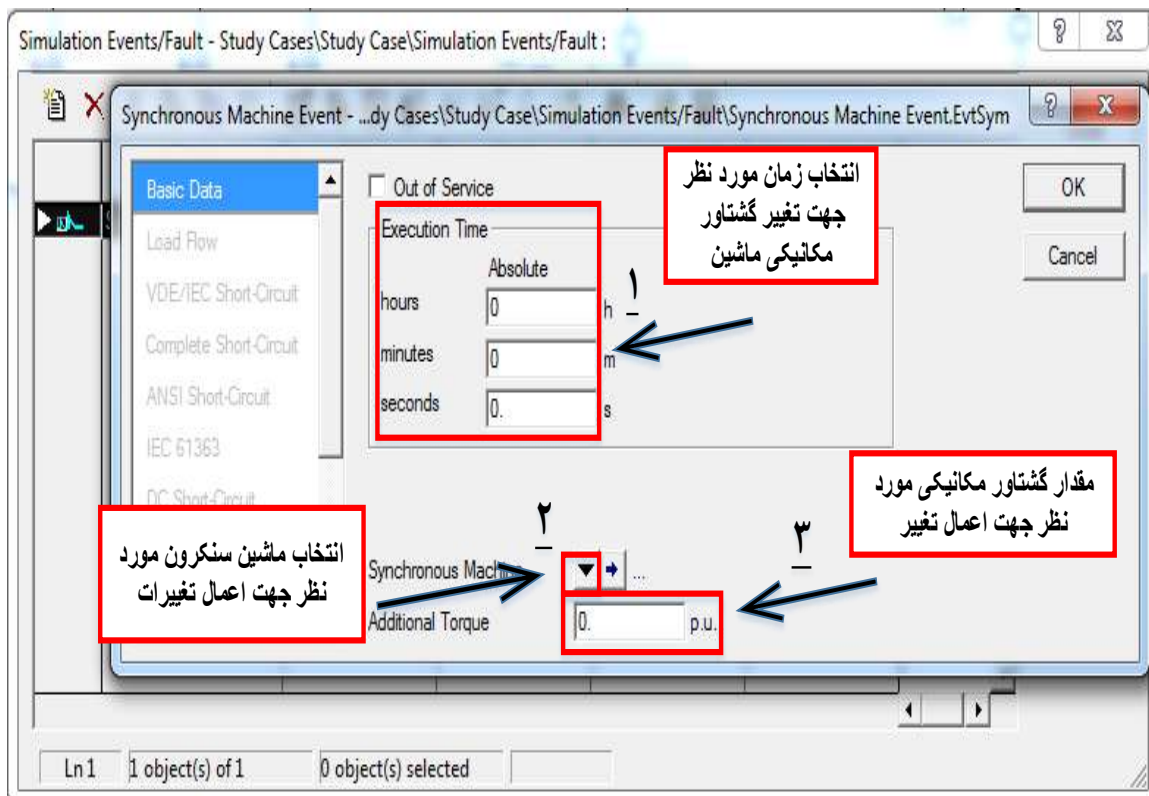 Simulation Events/Fault - Study Cases\Study Case\Simulation Events/Fault :
Synchronous Machine Event - ...dy Cases\Study Case\Simulation Events/Fault\Synchronous Machine Event.EvtSym
Basic Data
Load Flow
VDE/IEC Short-Circuit
Complete Short-Circuit
ANSI Short-Circuit
IEC 61363
DC Short-Circuit
Out of Service
Execution Time
Absolute
hours 0 h
minutes 0 m
seconds 0. s
OK
Cancel
انتخاب زمان مورد نظر
جهت تغییر گشتاور
مکانیکی ماشین
۱
مقدار گشتاور مکانیکی مورد
نظر جهت اعمال تغییر
۳
۲
انتخاب ماشین سنکرون مورد
نظر جهت اعمال تغییرات
Synchronous Machine ...
Additional Torque 0. p.u.
Ln 1 1 object(s) of 1 0 object(s) selected